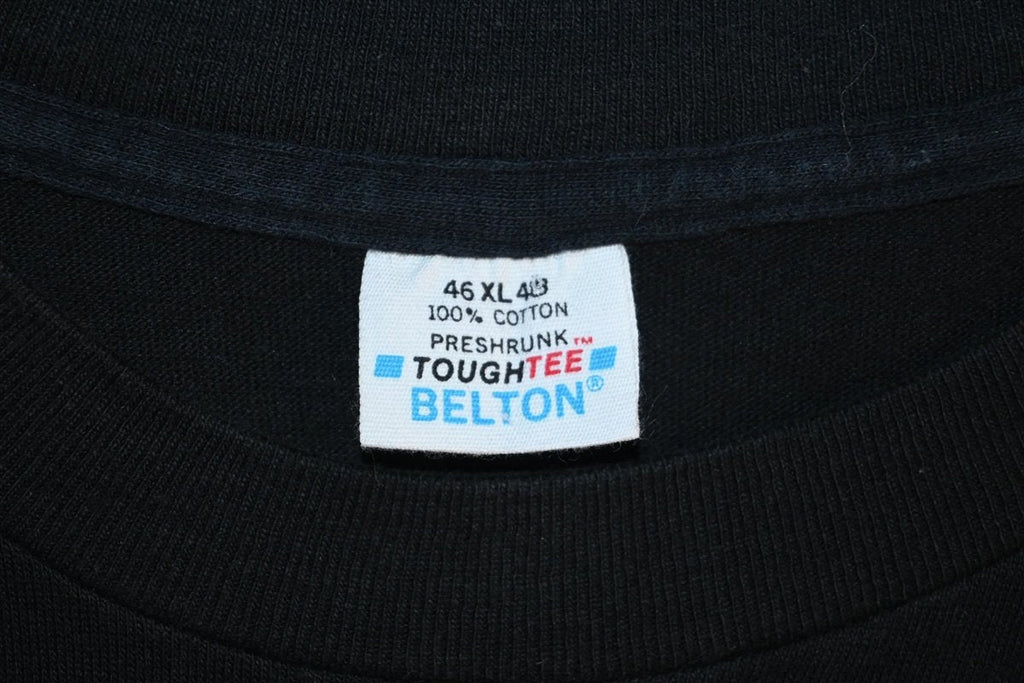 46 XL 48
100% COTTON
PRESHRUNK
TOUGHTEE™
BELTON®